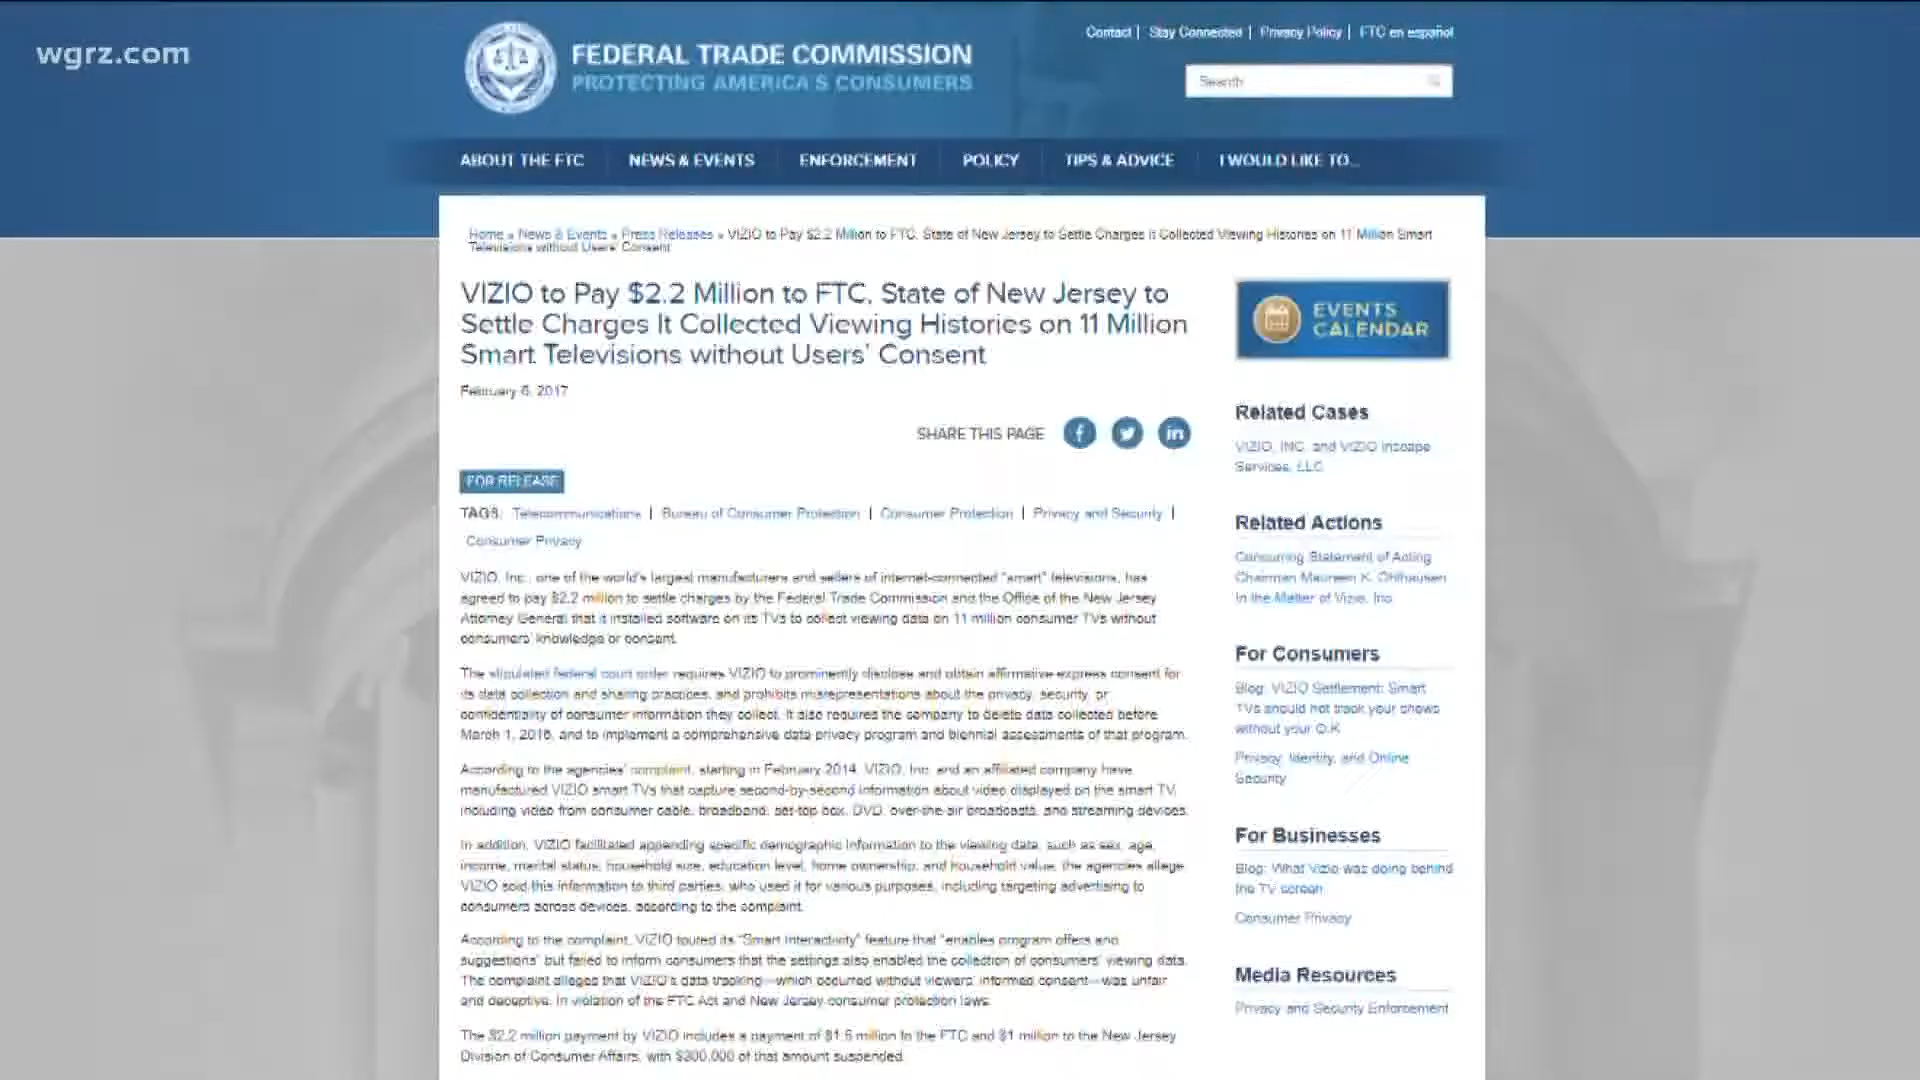 wgrz.com
FEDERAL TRADE COMMISSION
PROTECTING AMERICA'S CONSUMERS
Contact | Stay Connected | Privacy Policy | FTC en español
Search
ABOUT THE FTC NEWS & EVENTS ENFORCEMENT POLICY TIPS & ADVICE I WOULD LIKE TO...
Home » News & Events » Press Releases » VIZIO to Pay $2.2 Million to FTC, State of New Jersey to Settle Charges It Collected Viewing Histories on 11 Million Smart
Televisions without Users' Consent
VIZIO to Pay $2.2 Million to FTC, State of New Jersey to
Settle Charges It Collected Viewing Histories on 11 Million
Smart Televisions without Users' Consent
February 6, 2017
SHARE THIS PAGE
FOR RELEASE
TAGS: Telecommunications | Bureau of Consumer Protection | Consumer Protection | Privacy and Security |
Consumer Privacy
VIZIO, Inc., one of the world's largest manufacturers and sellers of internet-connected "smart" televisions, has
agreed to pay $2.2 million to settle charges by the Federal Trade Commission and the Office of the New Jersey
Attorney General that it installed software on its TVs to collect viewing data on 11 million consumer TVs without
consumers' knowledge or consent.
The stipulated federal court order requires VIZIO to prominently disclose and obtain affirmative express consent for
its data collection and sharing practices, and prohibits misrepresentations about the privacy, security, or
confidentiality of consumer information they collect. It also requires the company to delete data collected before
March 1, 2016, and to implement a comprehensive data privacy program and biennial assessments of that program.
According to the agencies' complaint, starting in February 2014, VIZIO, Inc. and an affiliated company have
manufactured VIZIO smart TVs that capture second-by-second information about video displayed on the smart TV,
including video from consumer cable, broadband, set-top box, DVD, over-the-air broadcasts, and streaming devices.
In addition, VIZIO facilitated appending specific demographic information to the viewing data, such as sex, age,
income, marital status, household size, education level, home ownership, and household value, the agencies allege.
VIZIO sold this information to third parties, who used it for various purposes, including targeting advertising to
consumers across devices, according to the complaint.
According to the complaint, VIZIO touted its "Smart Interactivity" feature that "enables program offers and
suggestions" but failed to inform consumers that the settings also enabled the collection of consumers' viewing data.
The complaint alleges that VIZIO's data tracking—which occurred without viewers' informed consent—was unfair
and deceptive, in violation of the FTC Act and New Jersey consumer protection laws.
The $2.2 million payment by VIZIO includes a payment of $1.5 million to the FTC and $1 million to the New Jersey
Division of Consumer Affairs, with $300,000 of that amount suspended.
EVENTS
CALENDAR
Related Cases
VIZIO, INC. and VIZIO Inscape
Services, LLC
Related Actions
Concurring Statement of Acting
Chairman Maureen K. Ohlhausen
In the Matter of Vizio, Inc.
For Consumers
Blog: VIZIO Settlement: Smart
TVs should not track your shows
without your O.K.
Privacy, Identity, and Online
Security
For Businesses
Blog: What Vizio was doing behind
the TV screen
Consumer Privacy
Media Resources
Privacy and Security Enforcement